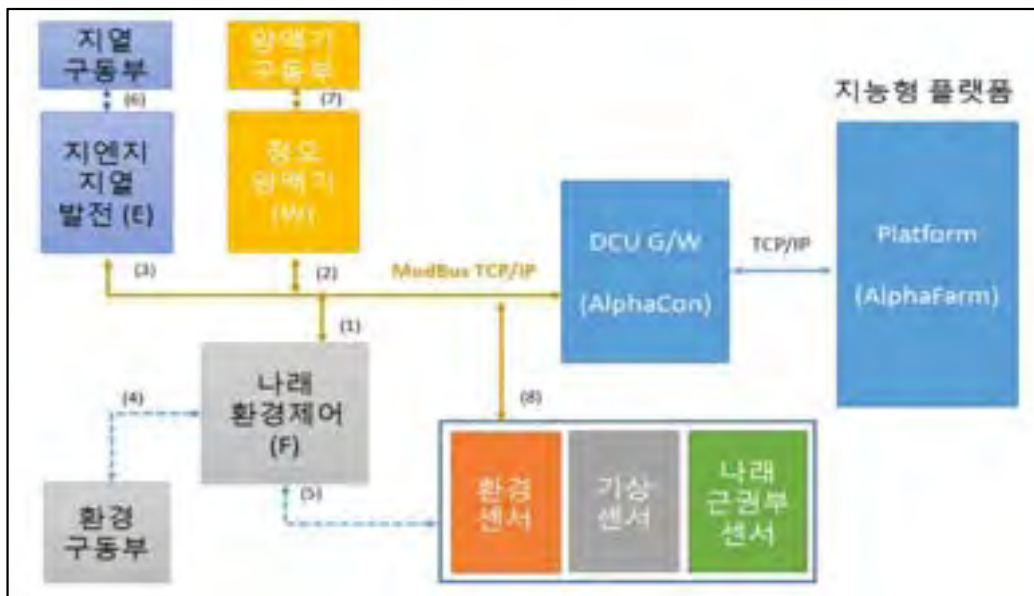 지열
구동부
양액기
구동부
(6)
(7)
지능형 플랫폼
지엔지
지열
발전 (E)
정오
양액기
(W)
DCU G/W
(AlphaCon)
TCP/IP
Platform
(AlphaFarm)
(3)
(2)
ModBus TCP/IP
(1)
나래
환경제어
(F)
(4)
(8)
(5)
환경
구동부
환경
센서
기상
센서
나래
근권부
센서